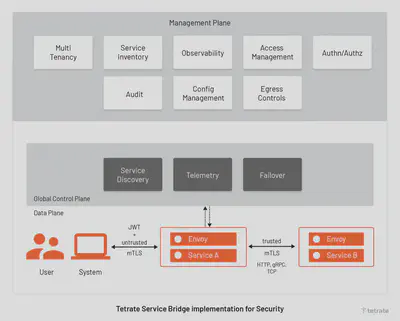 Management Plane
Multi
Tenancy
Service
Inventory
Observability
Access
Management
Authn/Authz
Audit
Config
Management
Egress
Controls
Service
Discovery
Telemetry
Failover
Global Control Plane
Data Plane
JWT
+
untrusted
mTLS
User
System
Envoy
Service A
trusted
mTLS
HTTP, gRPC,
TCP
Envoy
Service B
Tetrate Service Bridge implementation for Security
tetrate